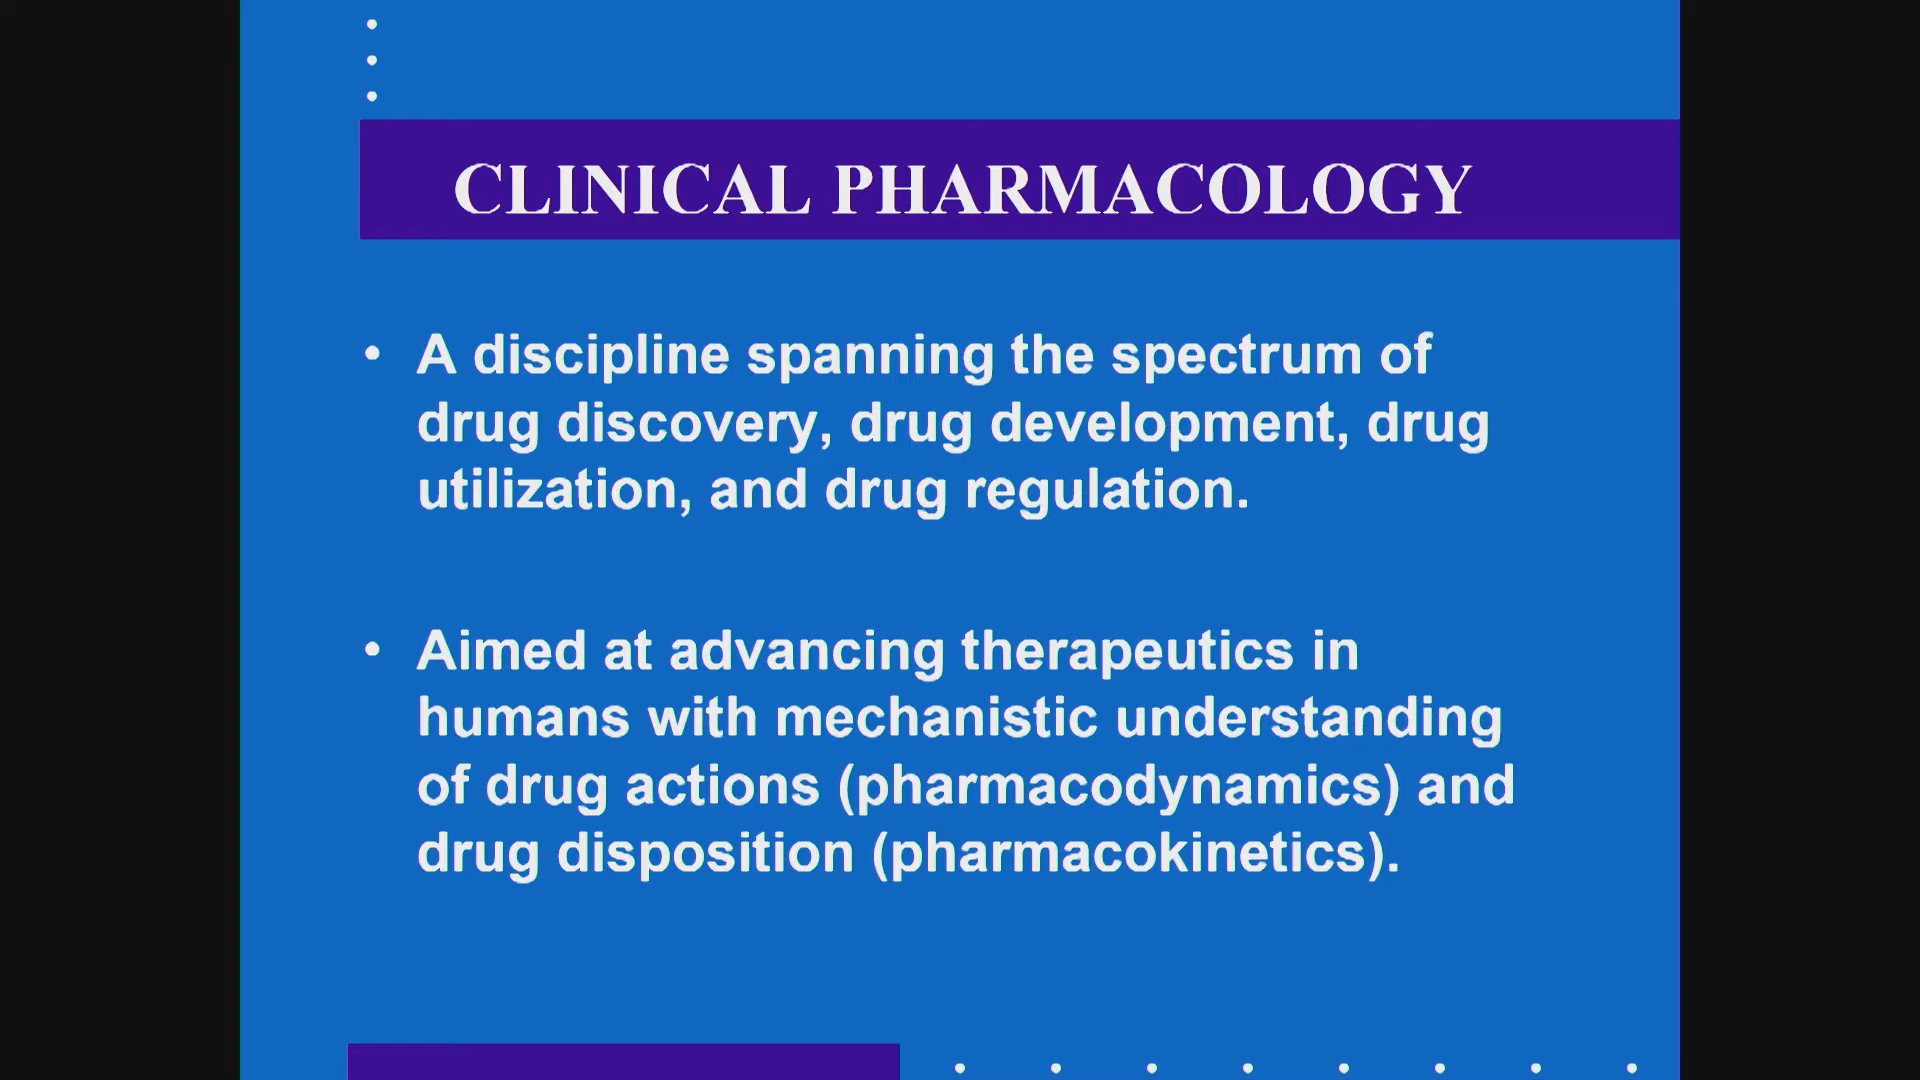 CLINICAL PHARMACOLOGY
• A discipline spanning the spectrum of
drug discovery, drug development, drug
utilization, and drug regulation.
• Aimed at advancing therapeutics in
humans with mechanistic understanding
of drug actions (pharmacodynamics) and
drug disposition (pharmacokinetics).